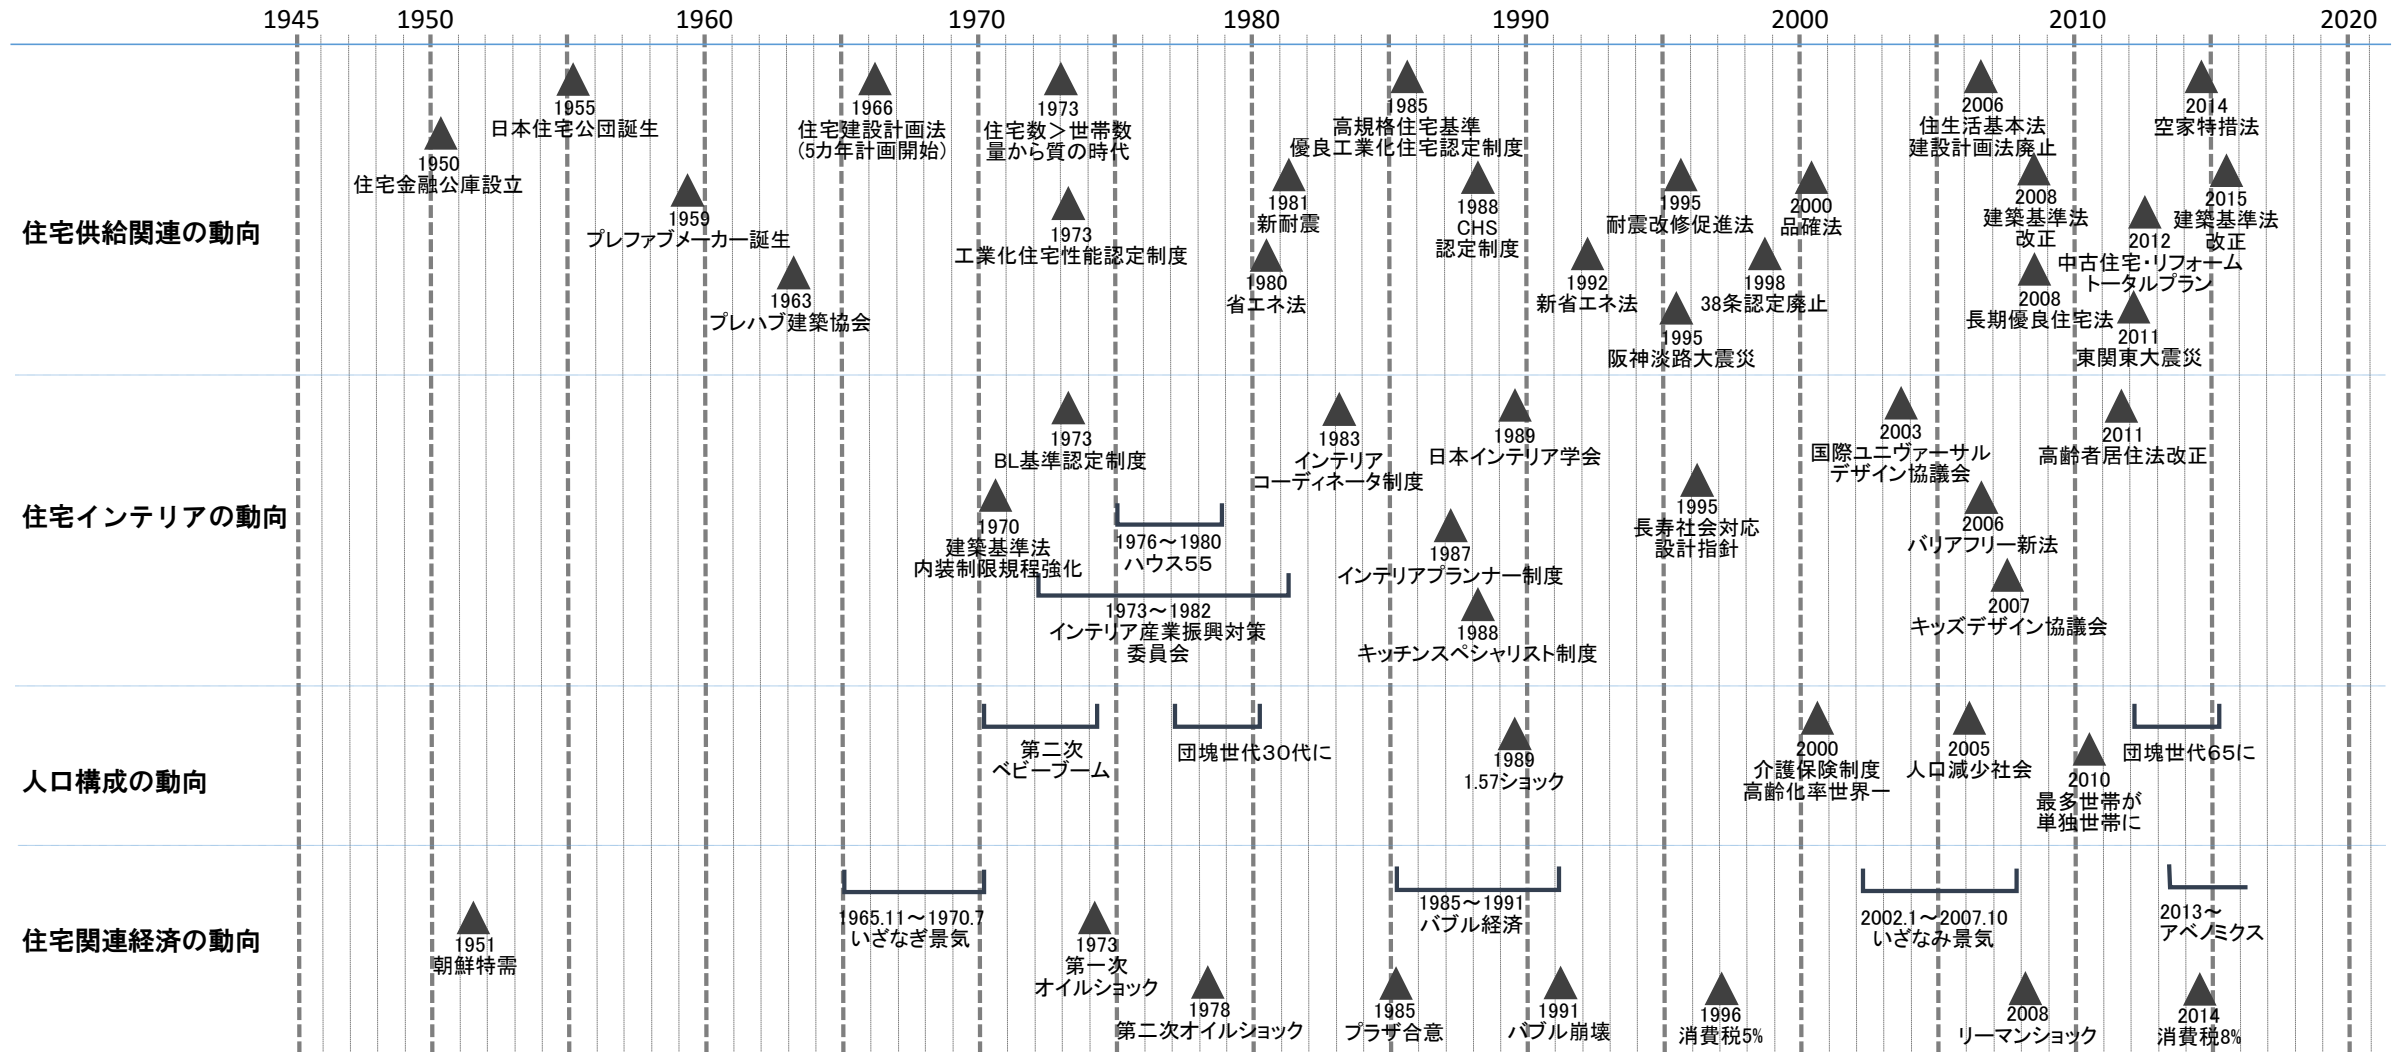 1945
1950
1960
1970
1980
1990
2000
2010
2020
住宅供給関連の動向
1950
住宅金融公庫設立
1955
日本住宅公団誕生
1959
プレファブメーカー誕生
1963
プレハブ建築協会
1966
住宅建設計画法
(5カ年計画開始)
1973
住宅数＞世帯数
量から質の時代
1973
工業化住宅性能認定制度
1985
高規格住宅基準
優良工業化住宅認定制度
1981
新耐震
1980
省エネ法
1988
CHS
認定制度
1995
耐震改修促進法
1992
新省エネ法
1995
阪神淡路大震災
2000
品確法
1998
38条認定廃止
2006
住生活基本法
建設計画法廃止
2008
建築基準法
改正
2008
長期優良住宅法
2014
空家特措法
2015
建築基準法
改正
2012
中古住宅・リフォーム
トータルプラン
2011
東関東大震災
住宅インテリアの動向
1973
BL基準認定制度
1970
建築基準法
内装制限規程強化
1976～1980
ハウス55
1973～1982
インテリア産業振興対策
委員会
1983
インテリア
コーディネータ制度
1989
日本インテリア学会
1987
インテリアプランナー制度
1988
キッチンスペシャリスト制度
1995
長寿社会対応
設計指針
2003
国際ユニヴァーサル
デザイン協議会
2006
バリアフリー新法
2007
キッズデザイン協議会
2011
高齢者居住法改正
人口構成の動向
第二次
ベビーブーム
団塊世代30代に
1989
1.57ショック
2000
介護保険制度
高齢化率世界一
2005
人口減少社会
2010
最多世帯が
単独世帯に
団塊世代65に
住宅関連経済の動向
1951
朝鮮特需
1965.11～1970.7
いざなぎ景気
1973
第一次
オイルショック
1978
第二次オイルショック
1985～1991
バブル経済
1985
プラザ合意
1991
バブル崩壊
1996
消費税5%
2002.1～2007.10
いざなみ景気
2008
リーマンショック
2013～
アベノミクス
2014
消費税8%